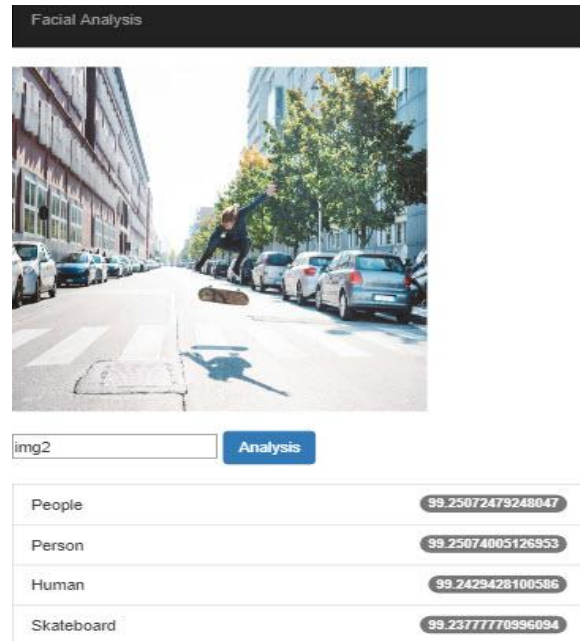 Facial Analysis
img2
Analysis
People 99.25072479248047
Person 99.25074005126953
Human 99.2429428100586
Skateboard 99.23777770996094